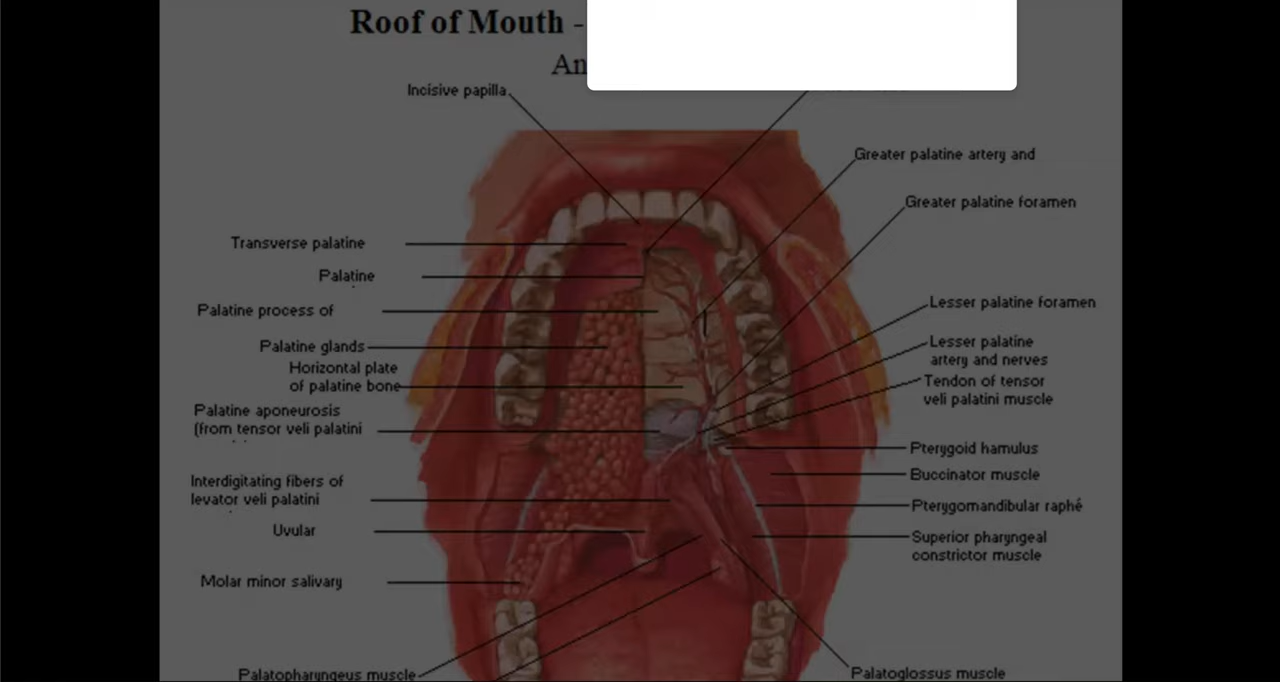 Roof of Mouth -
An
Incisive papilla
Greater palatine artery and
Greater palatine foramen
Transverse palatine
Palatine
Palatine process of
Lesser palatine foramen
Palatine glands
Lesser palatine
artery and nerves
Horizontal plate
of palatine bone
Tendon of tensor
veli palatini muscle
Palatine aponeurosis
(from tensor veli palatini
Pterygoid hamulus
Buccinator muscle
Interdigitating fibers of
levator veli palatini
Pterygomandibular raphé
Uvular
Superior pharyngeal
constrictor muscle
Molar minor salivary
Palatopharyngeus muscle
Palatoglossus muscle